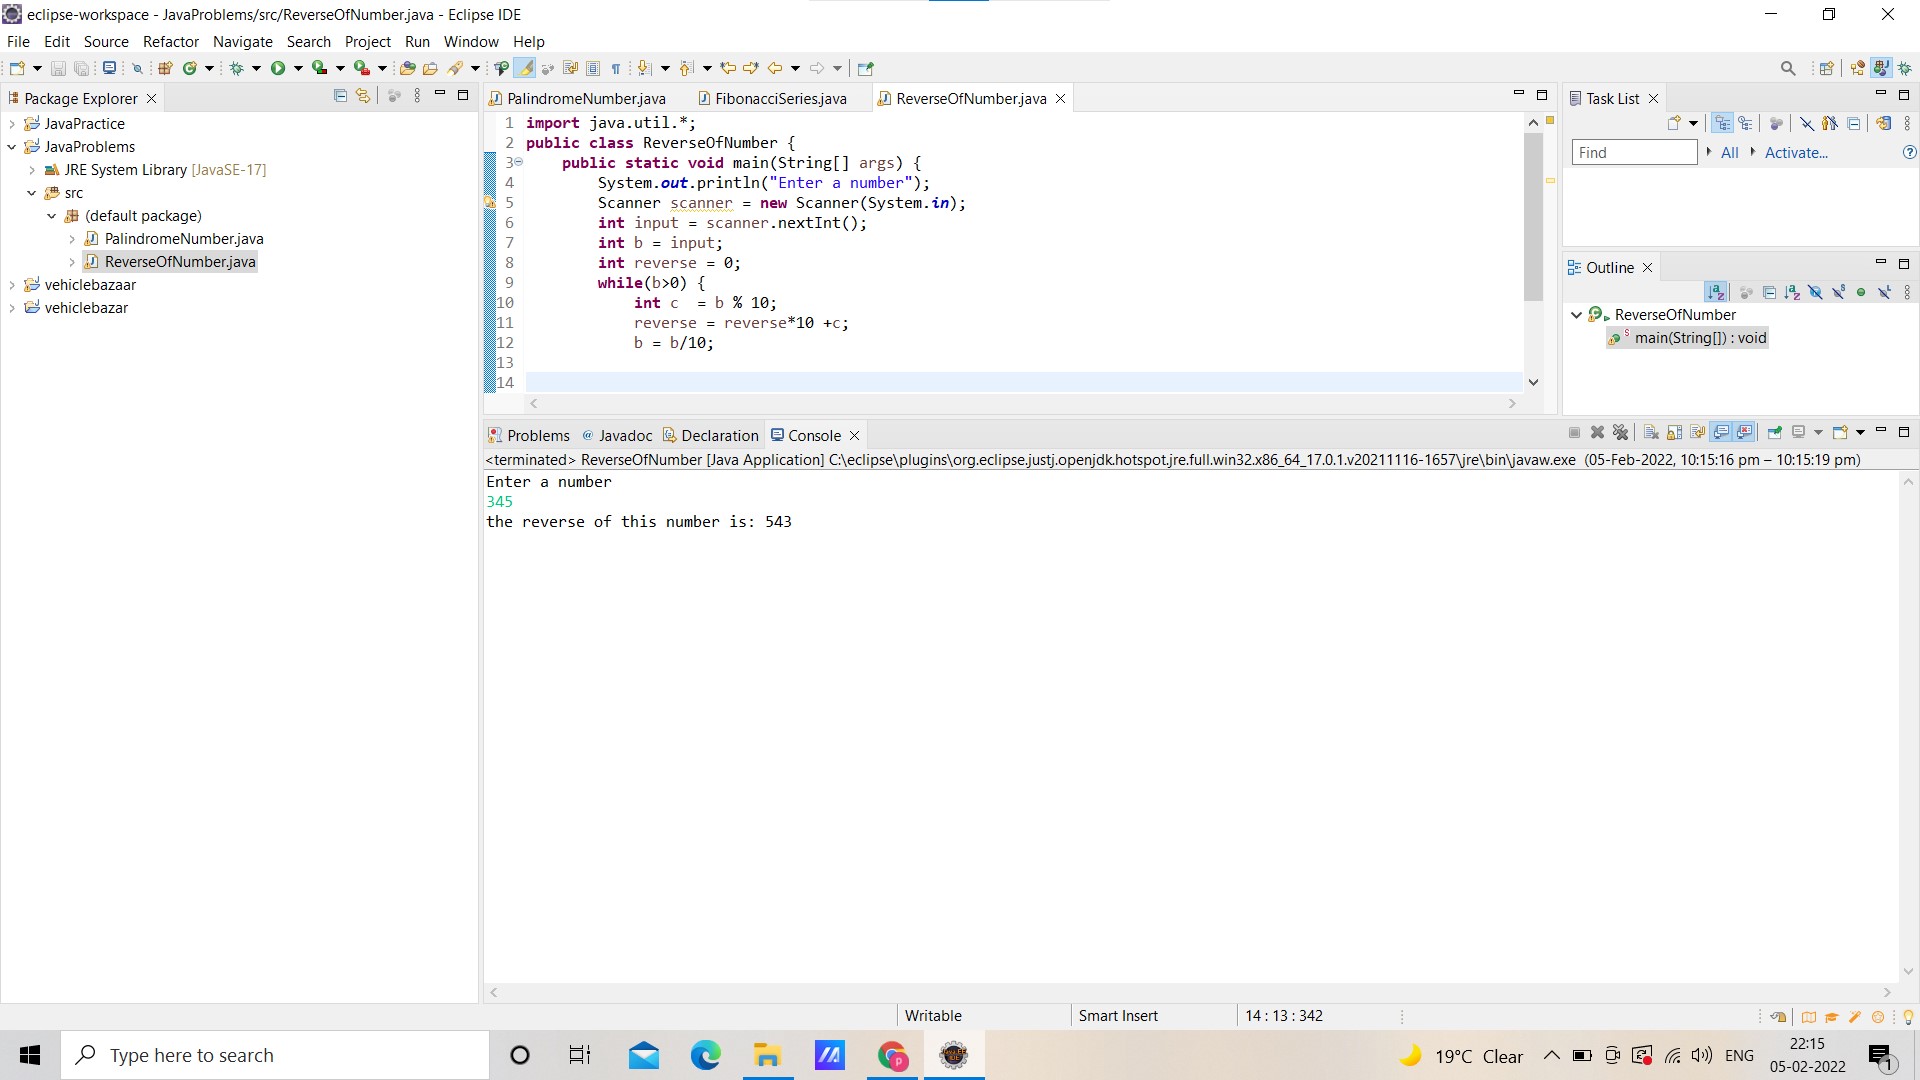 eclipse-workspace - JavaProblems/src/ReverseOfNumber.java - Eclipse IDE
File Edit Source Refactor Navigate Search Project Run Window Help
Package Explorer
JavaPractice
JavaProblems
JRE System Library [JavaSE-17]
src
(default package)
PalindromeNumber.java
ReverseOfNumber.java
vehiclebazaar
vehiclebazar
PalindromeNumber.java FibonacciSeries.java ReverseOfNumber.java
1 import java.util.*;
2 public class ReverseOfNumber {
3 public static void main(String[] args) {
4 System.out.println("Enter a number");
5 Scanner scanner = new Scanner(System.in);
6 int input = scanner.nextInt();
7 int b = input;
8 int reverse = 0;
9 while(b>0) {
10 int c  = b % 10;
11 reverse = reverse*10 +c;
12 b = b/10;
13
14
Task List
Find All Activate...
Outline
ReverseOfNumber
main(String[]) : void
Problems @ Javadoc Declaration Console
<terminated> ReverseOfNumber [Java Application] C:\eclipse\plugins\org.eclipse.justj.openjdk.hotspot.jre.full.win32.x86_64_17.0.1.v20211116-1657\jre\bin\javaw.exe (05-Feb-2022, 10:15:16 pm – 10:15:19 pm)
Enter a number
345
the reverse of this number is: 543
Writable Smart Insert 14 : 13 : 342
Type here to search
19°C Clear ENG
22:15
05-02-2022
1